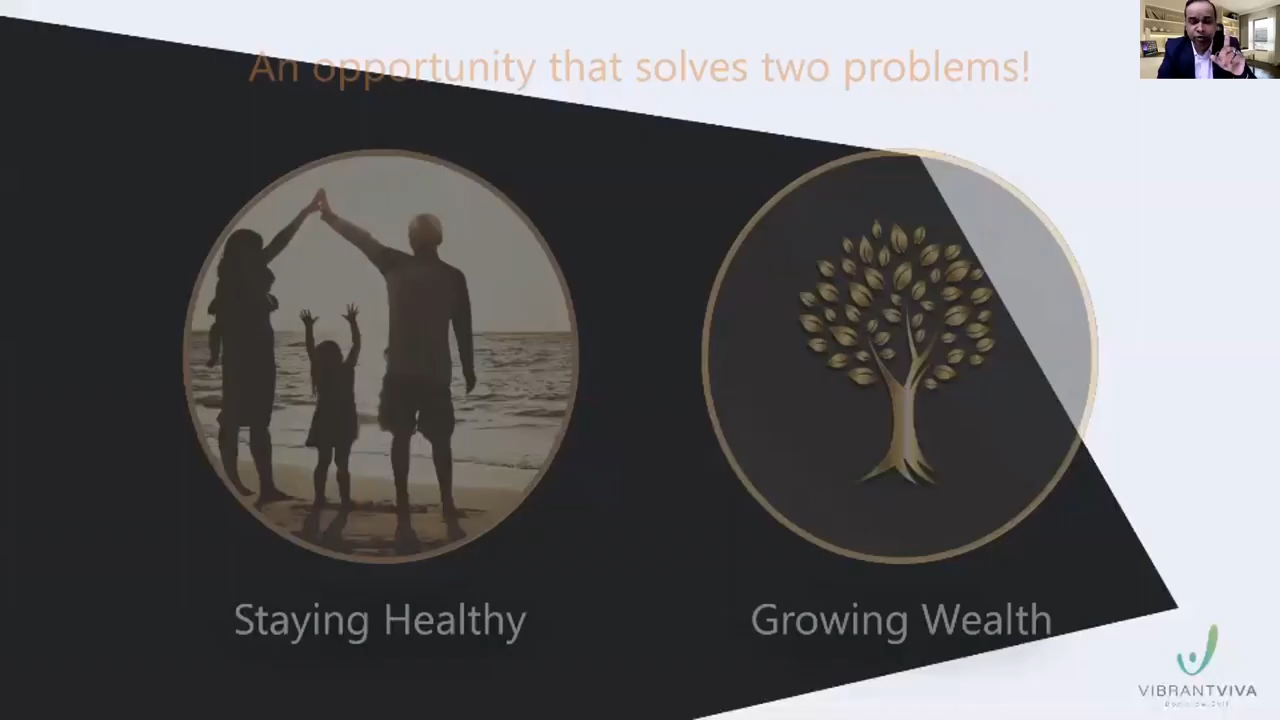 An opportunity that solves two problems!
Staying Healthy
Growing Wealth
VIBRANTVIVA